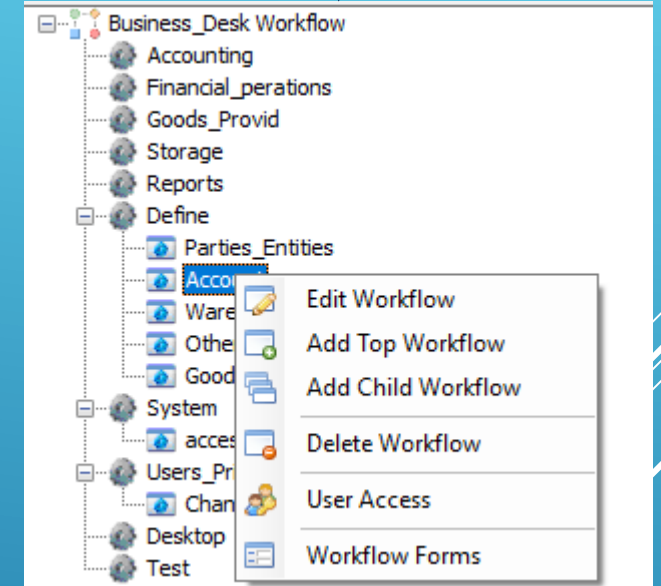 Business_Desk Workflow
Accounting
Financial_perations
Goods_Provid
Storage
Reports
Define
Parties_Entities
Edit Workflow
Add Top Workflow
Add Child Workflow
System
Delete Workflow
User Access
Desktop
Workflow Forms
Test